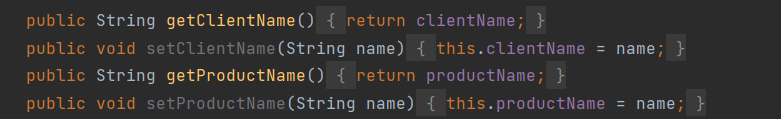 public String getClientName() { return clientName; }
public void setClientName(String name) { this.clientName = name; }
public String getProductName() { return productName; }
public void setProductName(String name) { this.productName = name; }